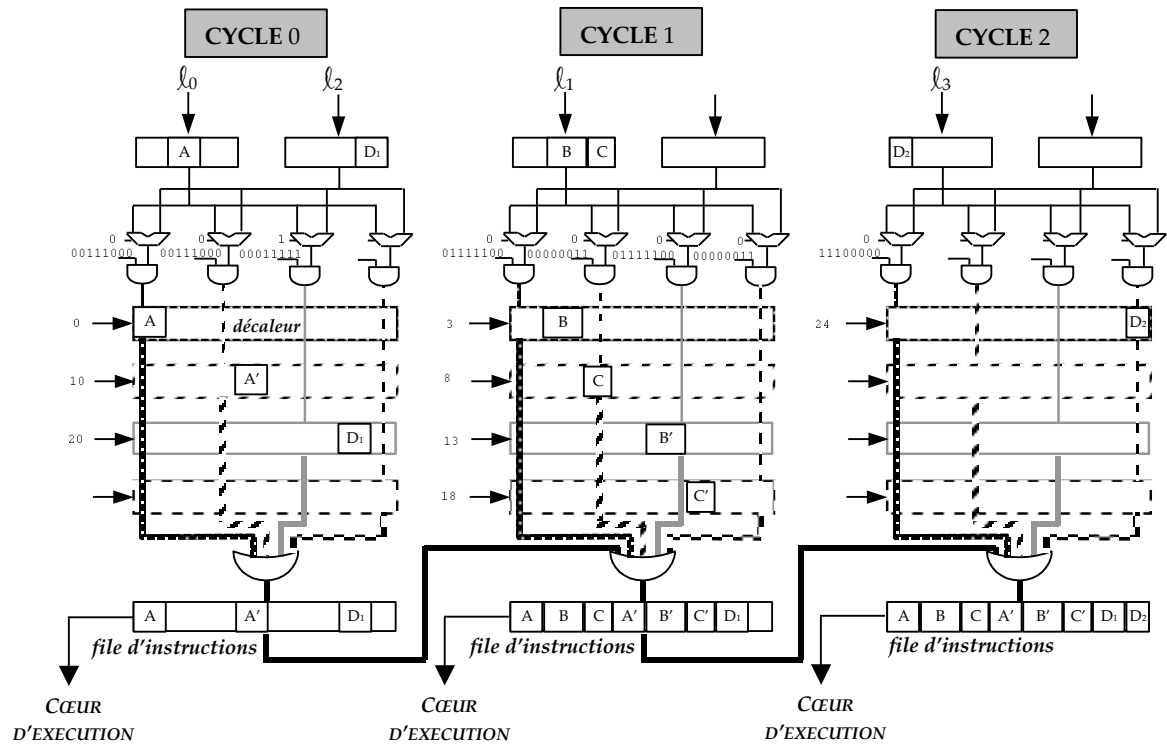 CYCLE 0
CYCLE 1
CYCLE 2
ℓ0
ℓ2
ℓ1
ℓ3
A
D1
B
C
D2
0
0
1
0
0
0
0
0
00111000
00111000
00011111
01111100
00000011
01111100
00000011
11100000
0
A
décaleur
3
B
24
D2
10
A'
8
C
20
D1
13
B'
18
C'
A
A'
D1
A
B
C
A'
B'
C'
D1
A
B
C
A'
B'
C'
D1
D2
file d'instructions
file d'instructions
file d'instructions
CŒUR
D'EXECUTION
CŒUR
D'EXECUTION
CŒUR
D'EXECUTION